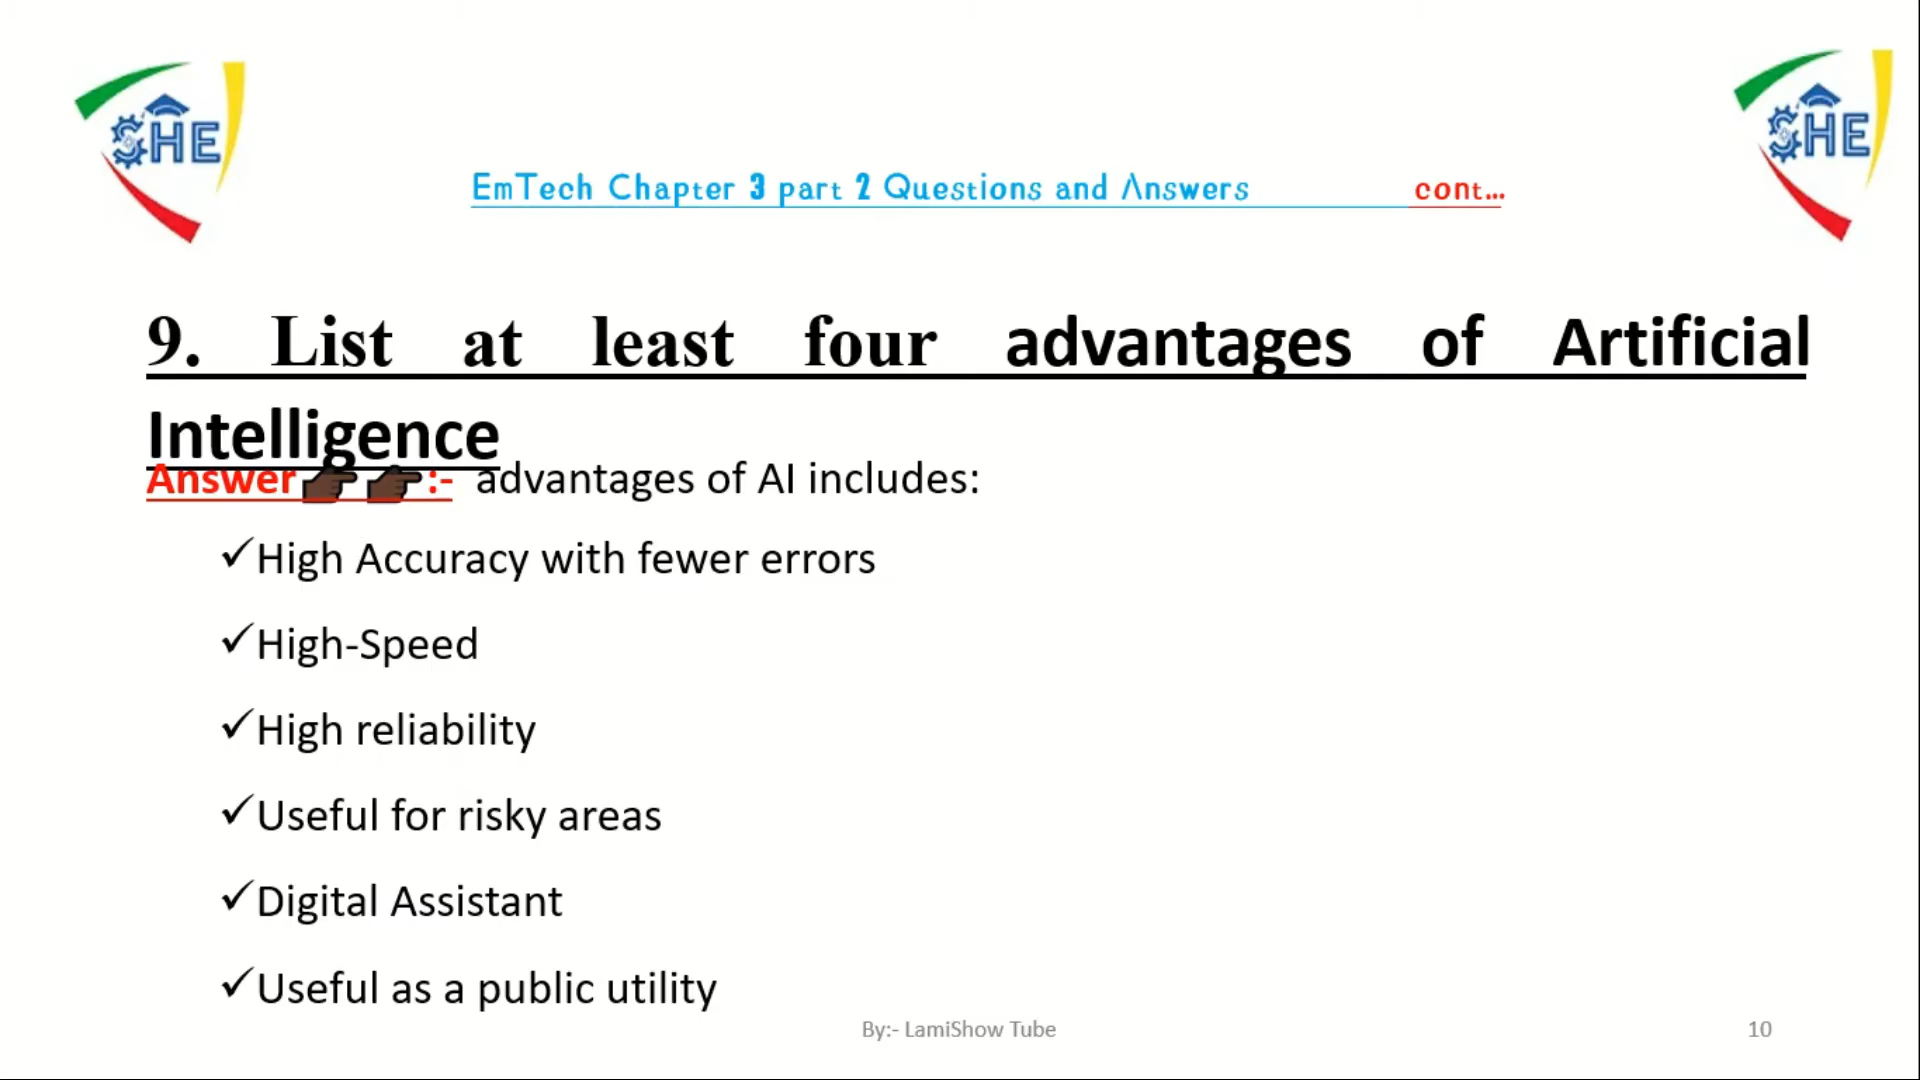 SHE
SHE
EmTech Chapter 3 part 2 Questions and Answers cont...
9. List at least four advantages of Artificial
Intelligence
Answer👉🏿👉🏿:- advantages of AI includes:
✓High Accuracy with fewer errors
✓High-Speed
✓High reliability
✓Useful for risky areas
✓Digital Assistant
✓Useful as a public utility
By:- LamiShow Tube
10